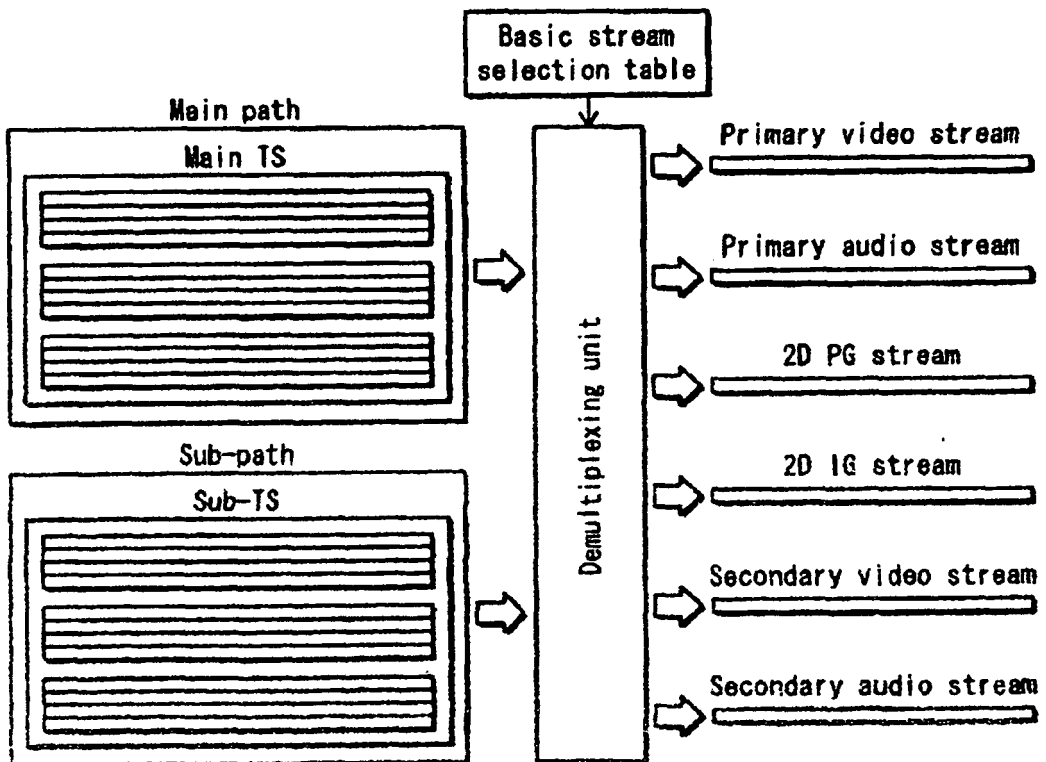 Basic stream
selection table
Main path
Main TS
Sub-path
Sub-TS
Demultiplexing unit
Primary video stream
Primary audio stream
2D PG stream
2D IG stream
Secondary video stream
Secondary audio stream